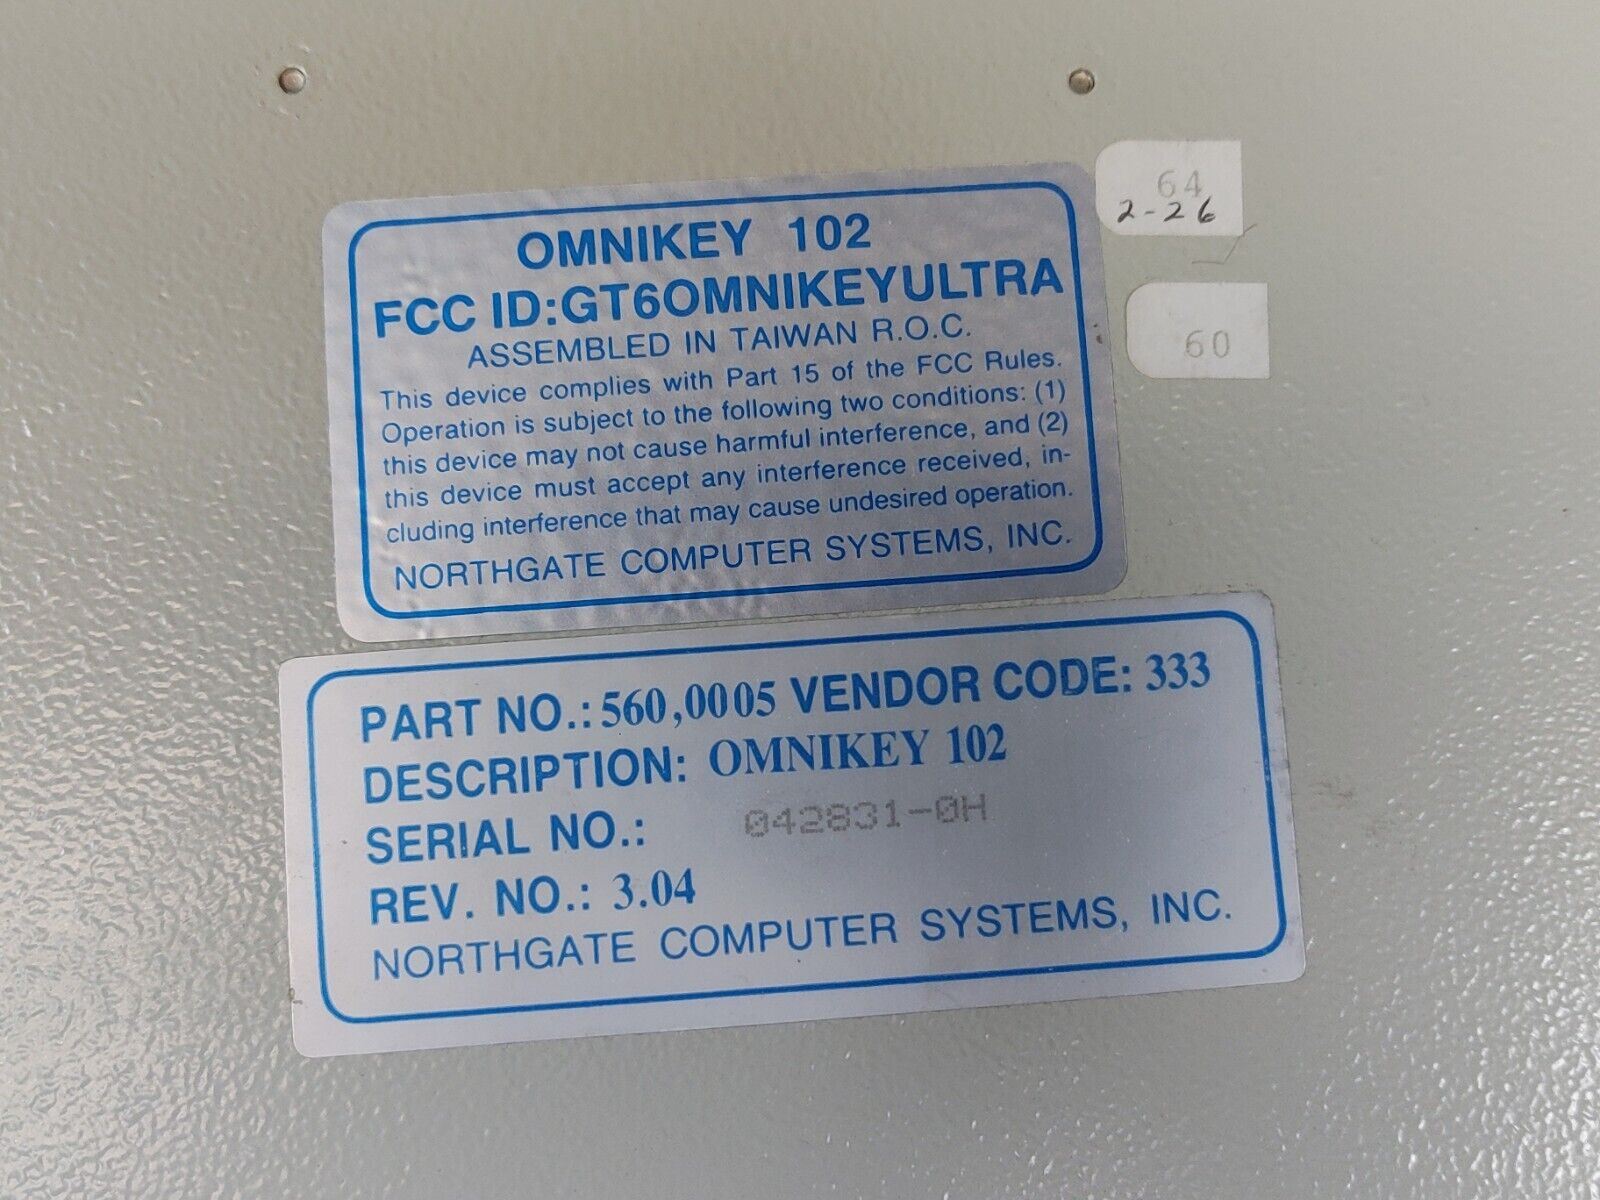 OMNIKEY 102
FCC ID:GT6OMNIKEYULTRA
ASSEMBLED IN TAIWAN R.O.C.
This device complies with Part 15 of the FCC Rules.
Operation is subject to the following two conditions: (1)
this device may not cause harmful interference, and (2)
this device must accept any interference received, in-
cluding interference that may cause undesired operation.
NORTHGATE COMPUTER SYSTEMS, INC.
64
2-26
60
PART NO.: 560,0005 VENDOR CODE: 333
DESCRIPTION: OMNIKEY 102
SERIAL NO.: 042831-0H
REV. NO.: 3.04
NORTHGATE COMPUTER SYSTEMS, INC.